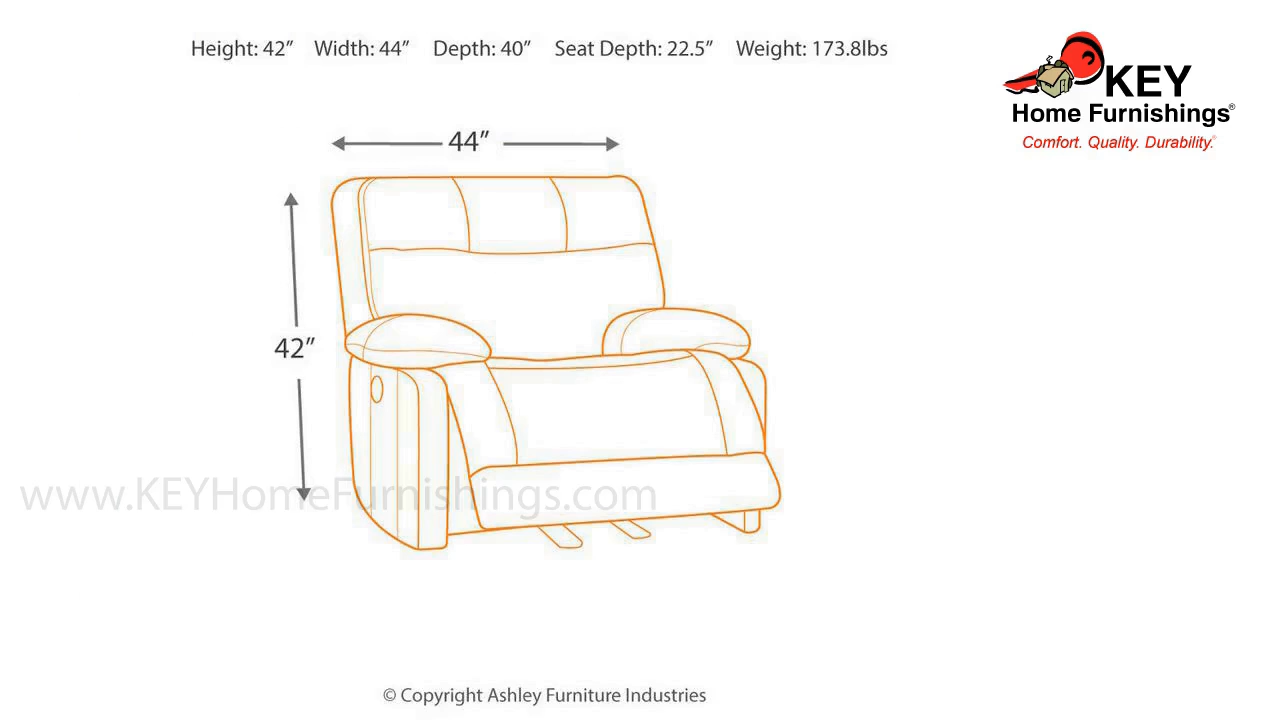 Height: 42” Width: 44” Depth: 40” Seat Depth: 22.5” Weight: 173.8lbs
KEY
Home Furnishings®
Comfort. Quality. Durability.®
44”
42”
www.KEYHomeFurnishings.com
© Copyright Ashley Furniture Industries